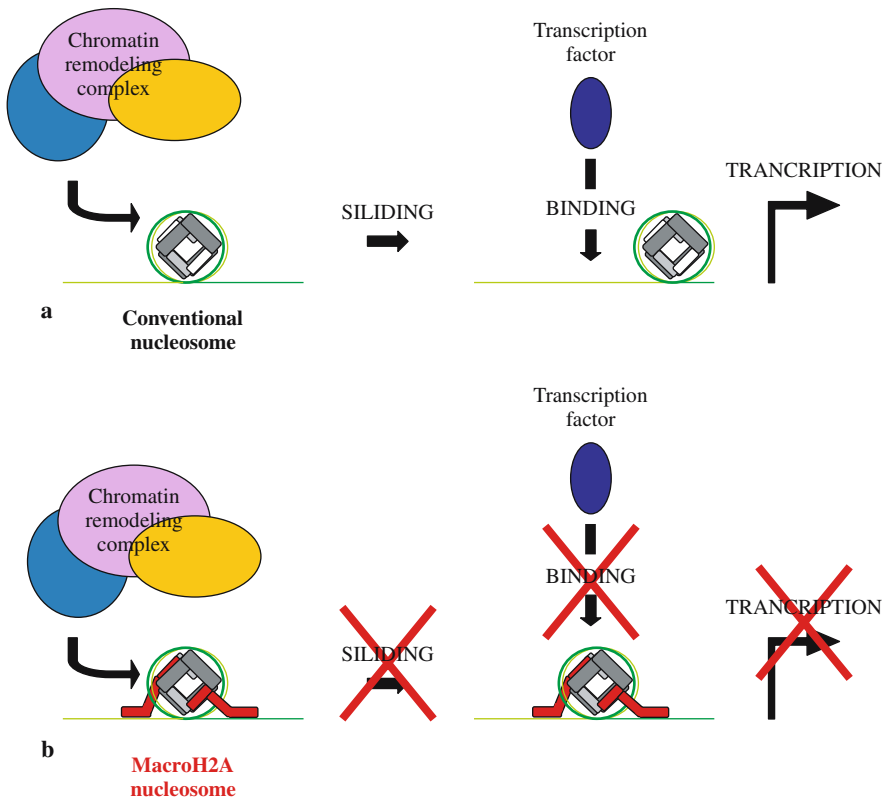 Chromatin
remodeling
complex
Transcription
factor
TRANCRIPTION
SILIDING
BINDING
a
Conventional
nucleosome
Transcription
factor
Chromatin
remodeling
complex
BINDING
TRANCRIPTION
SILIDING
b
MacroH2A
nucleosome